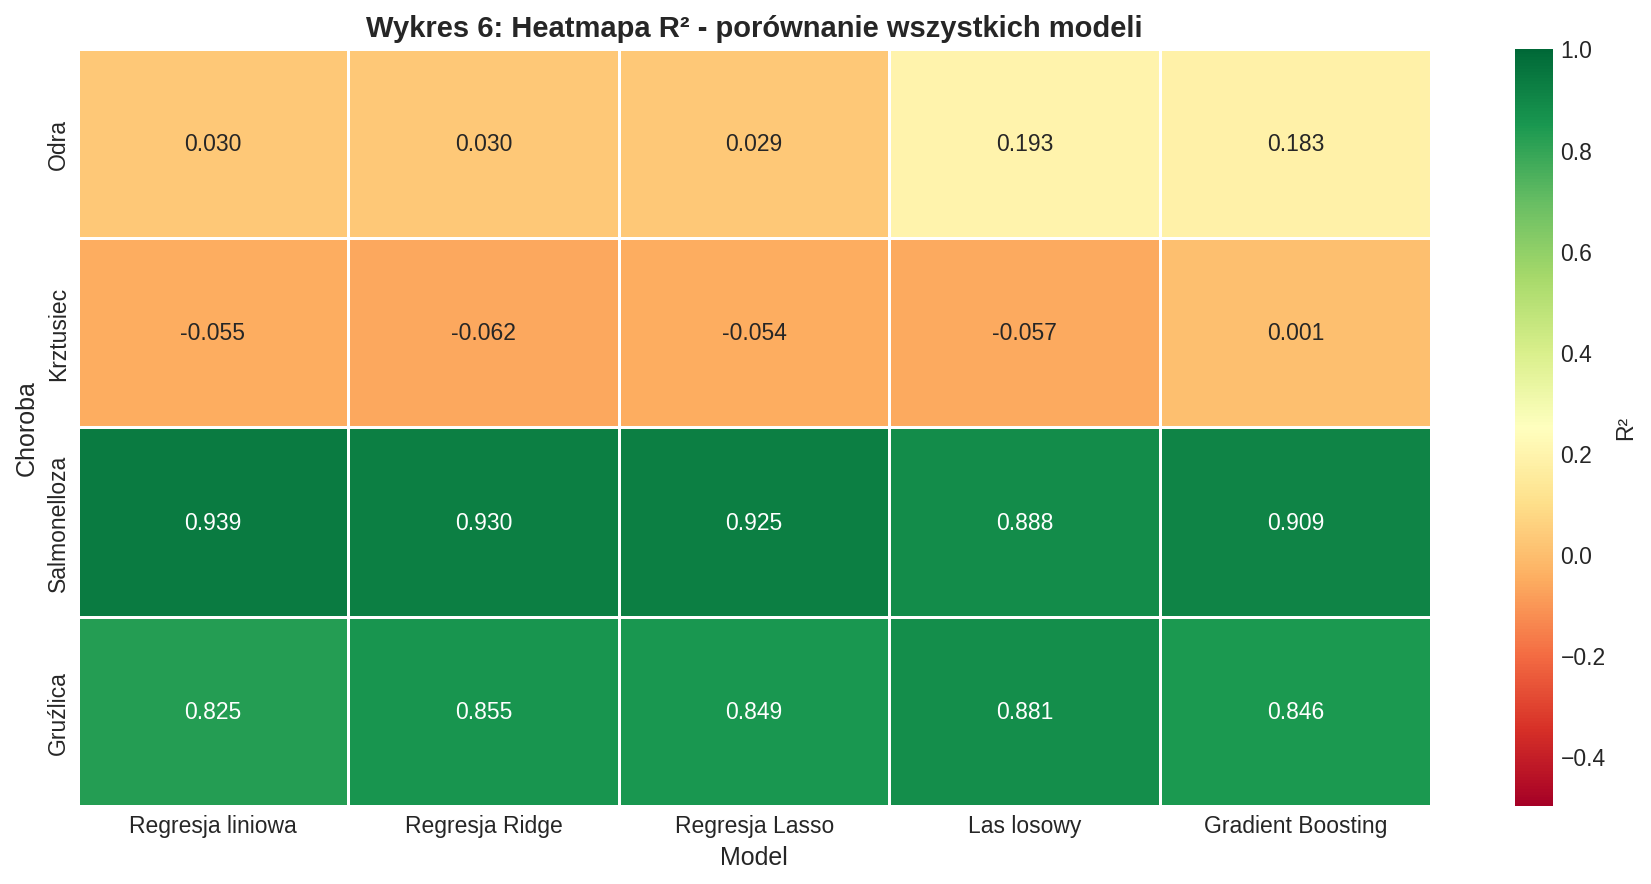 Wykres 6: Heatmapa R² - porównanie wszystkich modeli
Choroba
Odra
0.030
0.030
0.029
0.193
0.183
Krztusiec
-0.055
-0.062
-0.054
-0.057
0.001
Salmonelloza
0.939
0.930
0.925
0.888
0.909
Gruźlica
0.825
0.855
0.849
0.881
0.846
Regresja liniowa
Regresja Ridge
Regresja Lasso
Las losowy
Gradient Boosting
Model
1.0
0.8
0.6
0.4
0.2
0.0
−0.2
−0.4
R²